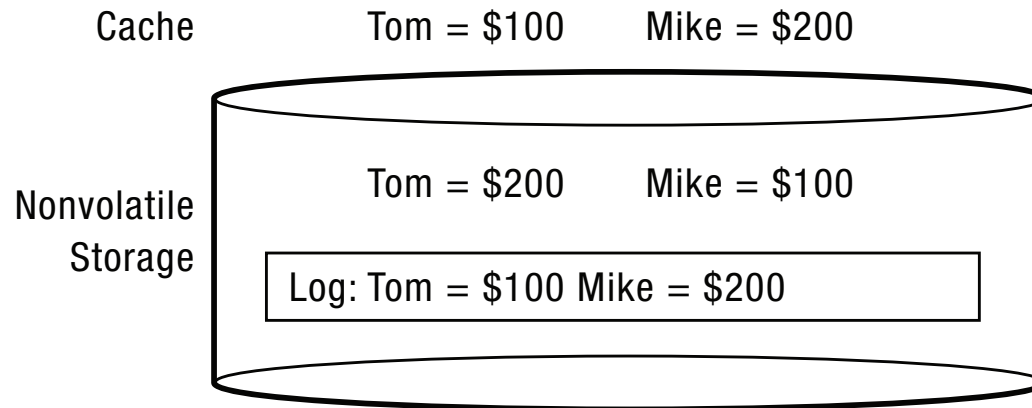 Cache Tom = $100 Mike = $200
Tom = $200 Mike = $100
Nonvolatile
Storage
Log: Tom = $100 Mike = $200